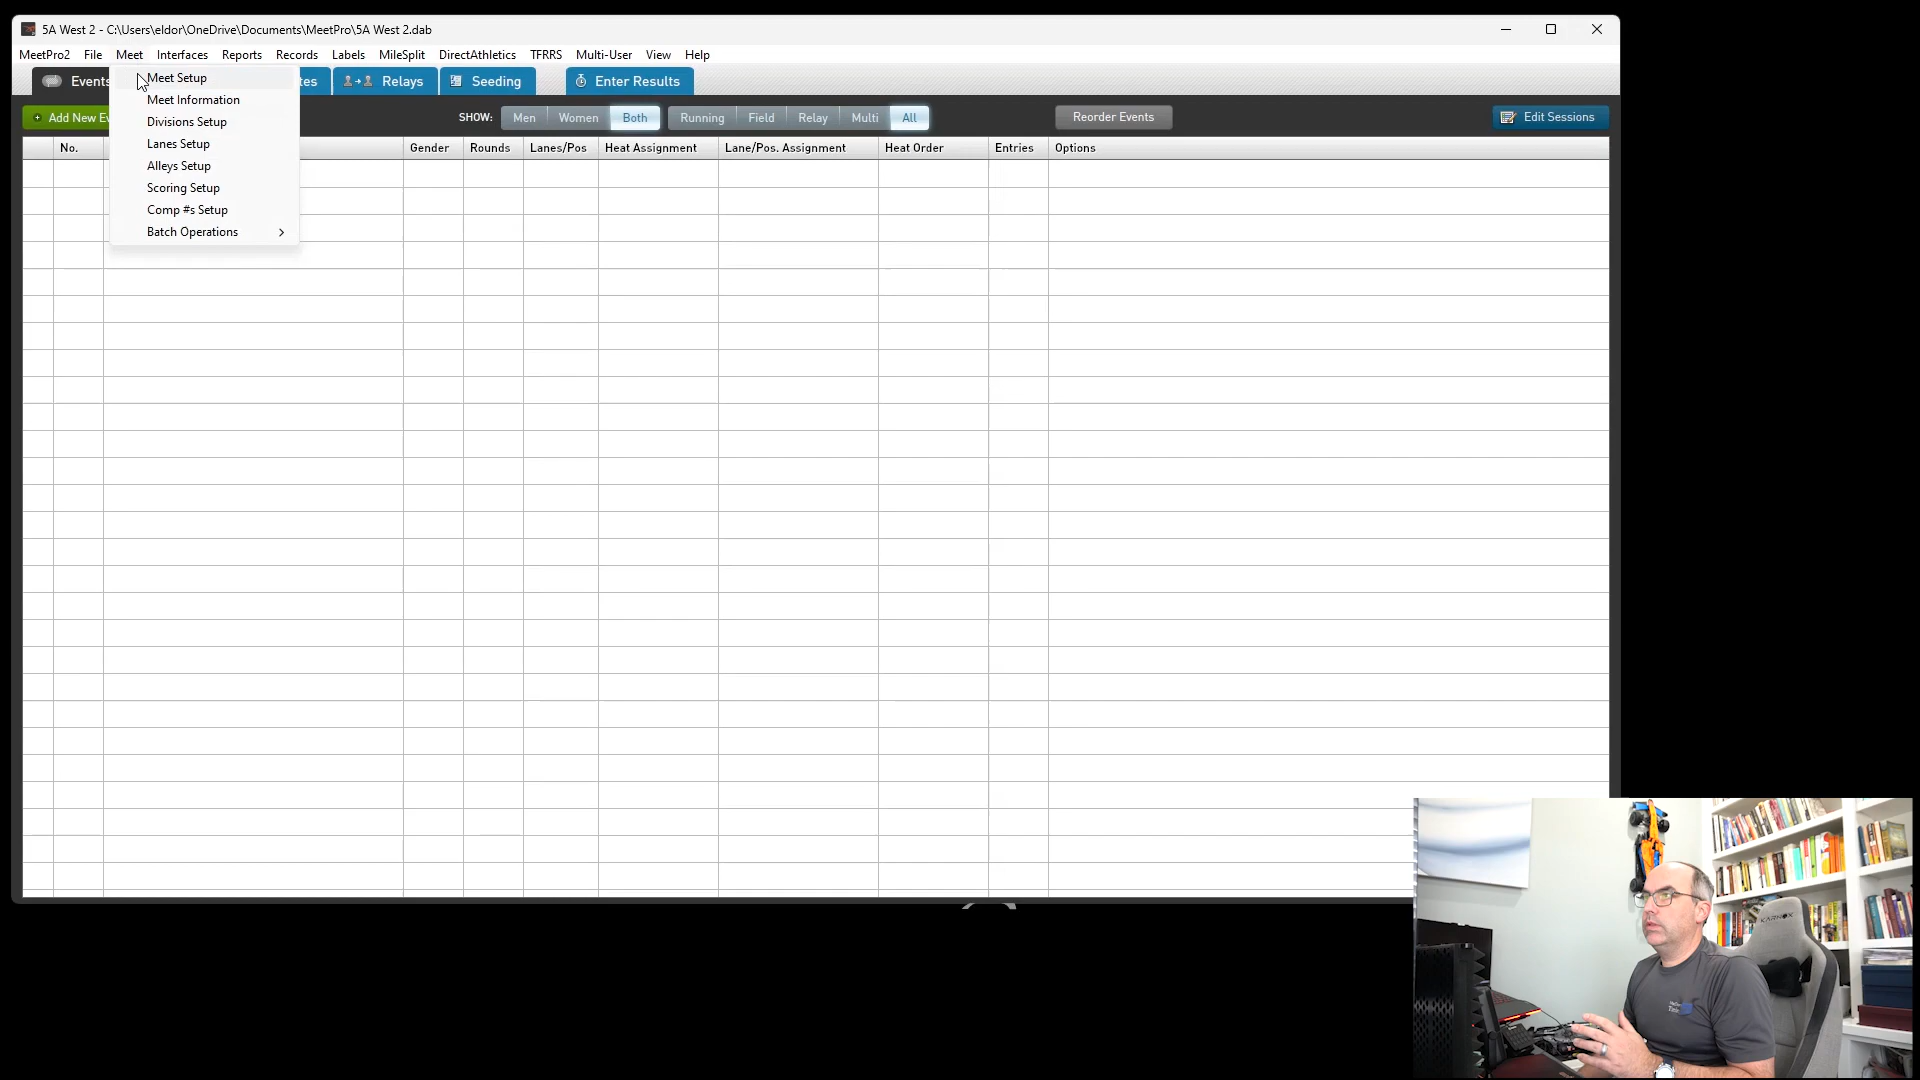 5A West 2 - C:\Users\eldor\OneDrive\Documents\MeetPro\5A West 2.dab
MeetPro2 File Meet Interfaces Reports Records Labels MileSplit DirectAthletics TFRRS Multi-User View Help
Events Relays Seeding Enter Results
Meet Setup
Meet Information
Divisions Setup
Lanes Setup
Alleys Setup
Scoring Setup
Comp #s Setup
Batch Operations
Add New SHOW: Men Women Both Running Field Relay Multi All Reorder Events Edit Sessions
No. Gender Rounds Lanes/Pos Heat Assignment Lane/Pos. Assignment Heat Order Entries Options
KARNOX